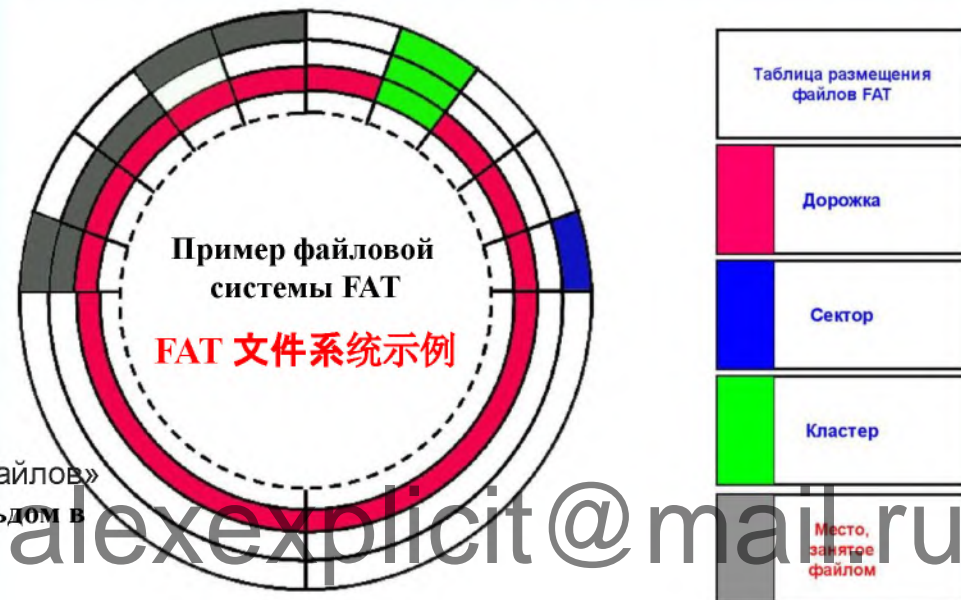 Таблица размещения
файлов FAT
Дорожка
Пример файловой
системы FAT
FAT 文件系统示例
Сектор
Кластер
айлов»
ьдом в
alexexplicit@mail.ru
Место,
занятое
файлом